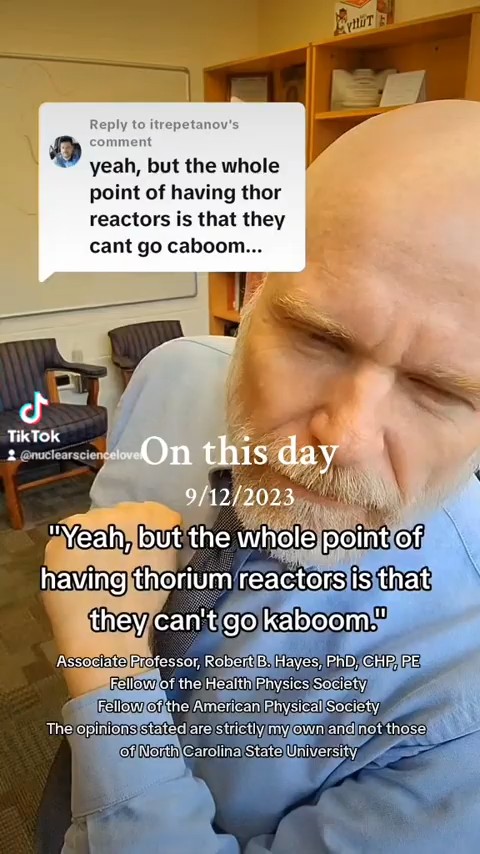 Reply to itrepetanov's
comment
yeah, but the whole
point of having thor
reactors is that they
cant go caboom...
TikTok
@nuclearsciencelover
On this day
9/12/2023
"Yeah, but the whole point of
having thorium reactors is that
they can't go kaboom."
Associate Professor, Robert B. Hayes, PhD, CHP, PE
Fellow of the Health Physics Society
Fellow of the American Physical Society
The opinions stated are strictly my own and not those
of North Carolina State University